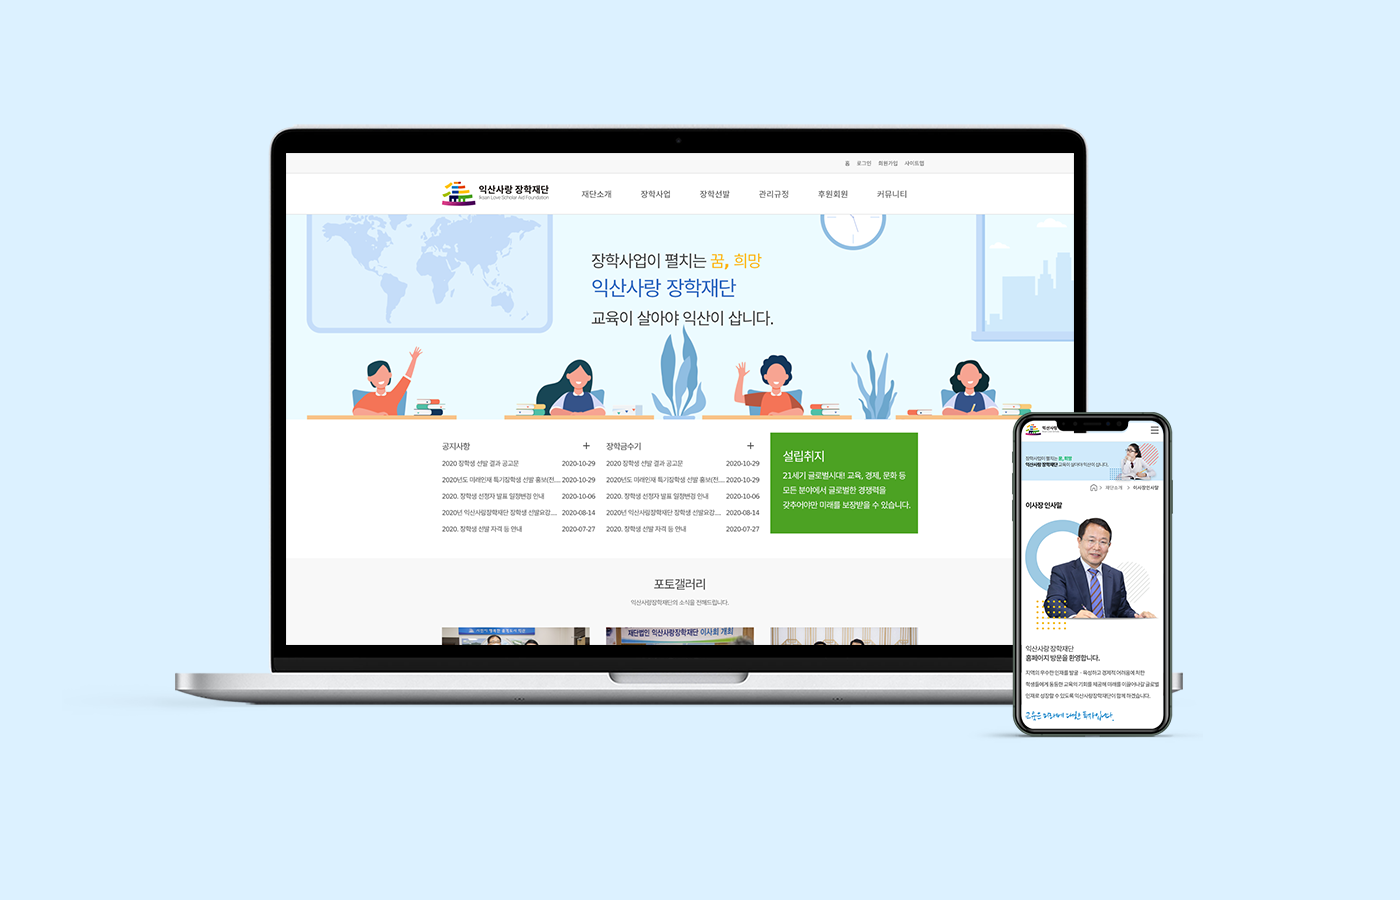 홈 로그인 회원가입 사이트맵
익산사랑 장학재단
Iksan Love Scholar Aid Foundation
재단소개 장학사업 장학선발 관리규정 후원회원 커뮤니티
장학사업이 펼치는 꿈, 희망
익산사랑 장학재단
교육이 살아야 익산이 삽니다.
공지사항 +
2020 장학생 선발 결과 공고문 2020-10-29
2020년도 미래인재 특기장학생 선발 홍보(전.... 2020-10-29
2020. 장학생 선정자 발표 일정변경 안내 2020-10-06
2020년 익산사랑장학재단 장학생 선발요강.... 2020-08-14
2020. 장학생 선발 자격 등 안내 2020-07-27
장학금수기 +
2020 장학생 선발 결과 공고문 2020-10-29
2020년도 미래인재 특기장학생 선발 홍보(전.... 2020-10-29
2020. 장학생 선정자 발표 일정변경 안내 2020-10-06
2020년 익산사랑장학재단 장학생 선발요강.... 2020-08-14
2020. 장학생 선발 자격 등 안내 2020-07-27
설립취지
21세기 글로벌시대! 교육, 경제, 문화 등
모든 분야에서 글로벌한 경쟁력을
갖추어야만 미래를 보장받을 수 있습니다.
포토갤러리
익산사랑장학재단의 소식을 전해드립니다.
재단법인 익산사랑장학재단 이사회 개최
익산사랑
장학사업이 펼치는 꿈, 희망
익산사랑 장학재단 교육이 살아야 익산이 삽니다.
> 재단소개 > 이사장인사말
이사장 인사말
익산사랑 장학재단
홈페이지 방문을 환영합니다.
지역의 우수한 인재를 발굴 · 육성하고 경제적 어려움에 처한
학생들에게 동등한 교육의 기회를 제공해 미래를 이끌어나갈 글로벌
인재로 성장할 수 있도록 익산사랑장학재단이 함께 하겠습니다.